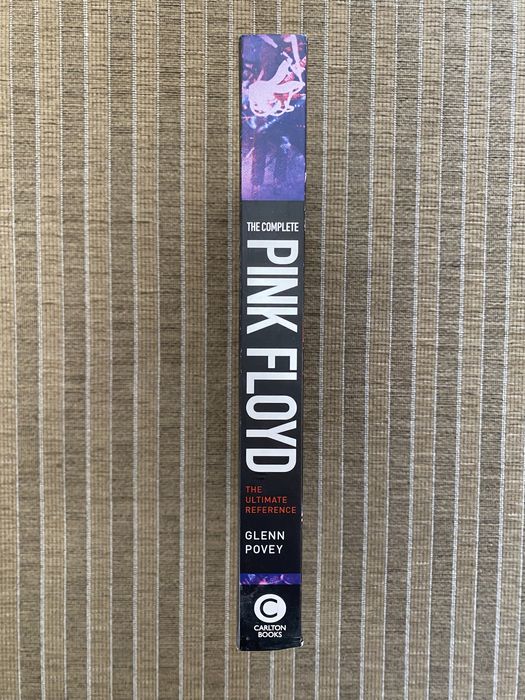 THE COMPLETE
PINK FLOYD
THE
ULTIMATE
REFERENCE
GLENN
POVEY
C
CARLTON
BOOKS